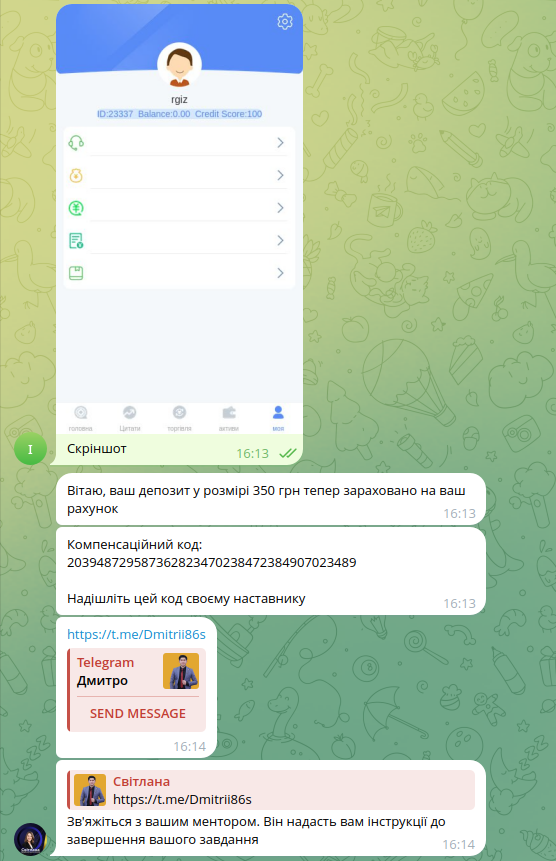 rgiz
ID:23337 Balance:0.00 Credit Score:100
головна Цитати торгівля активи моя
І
Скріншот
16:13
Вітаю, ваш депозит у розмірі 350 грн тепер зараховано на ваш
рахунок
16:13
Компенсаційний код:
203948729587362823470238472384907023489
Надішліть цей код своєму наставнику
16:13
https://t.me/Dmitrii86s
Telegram
Дмитро
SEND MESSAGE
16:14
Світлана
https://t.me/Dmitrii86s
Зв'яжіться з вашим ментором. Він надасть вам інструкції до
завершення вашого завдання
16:14